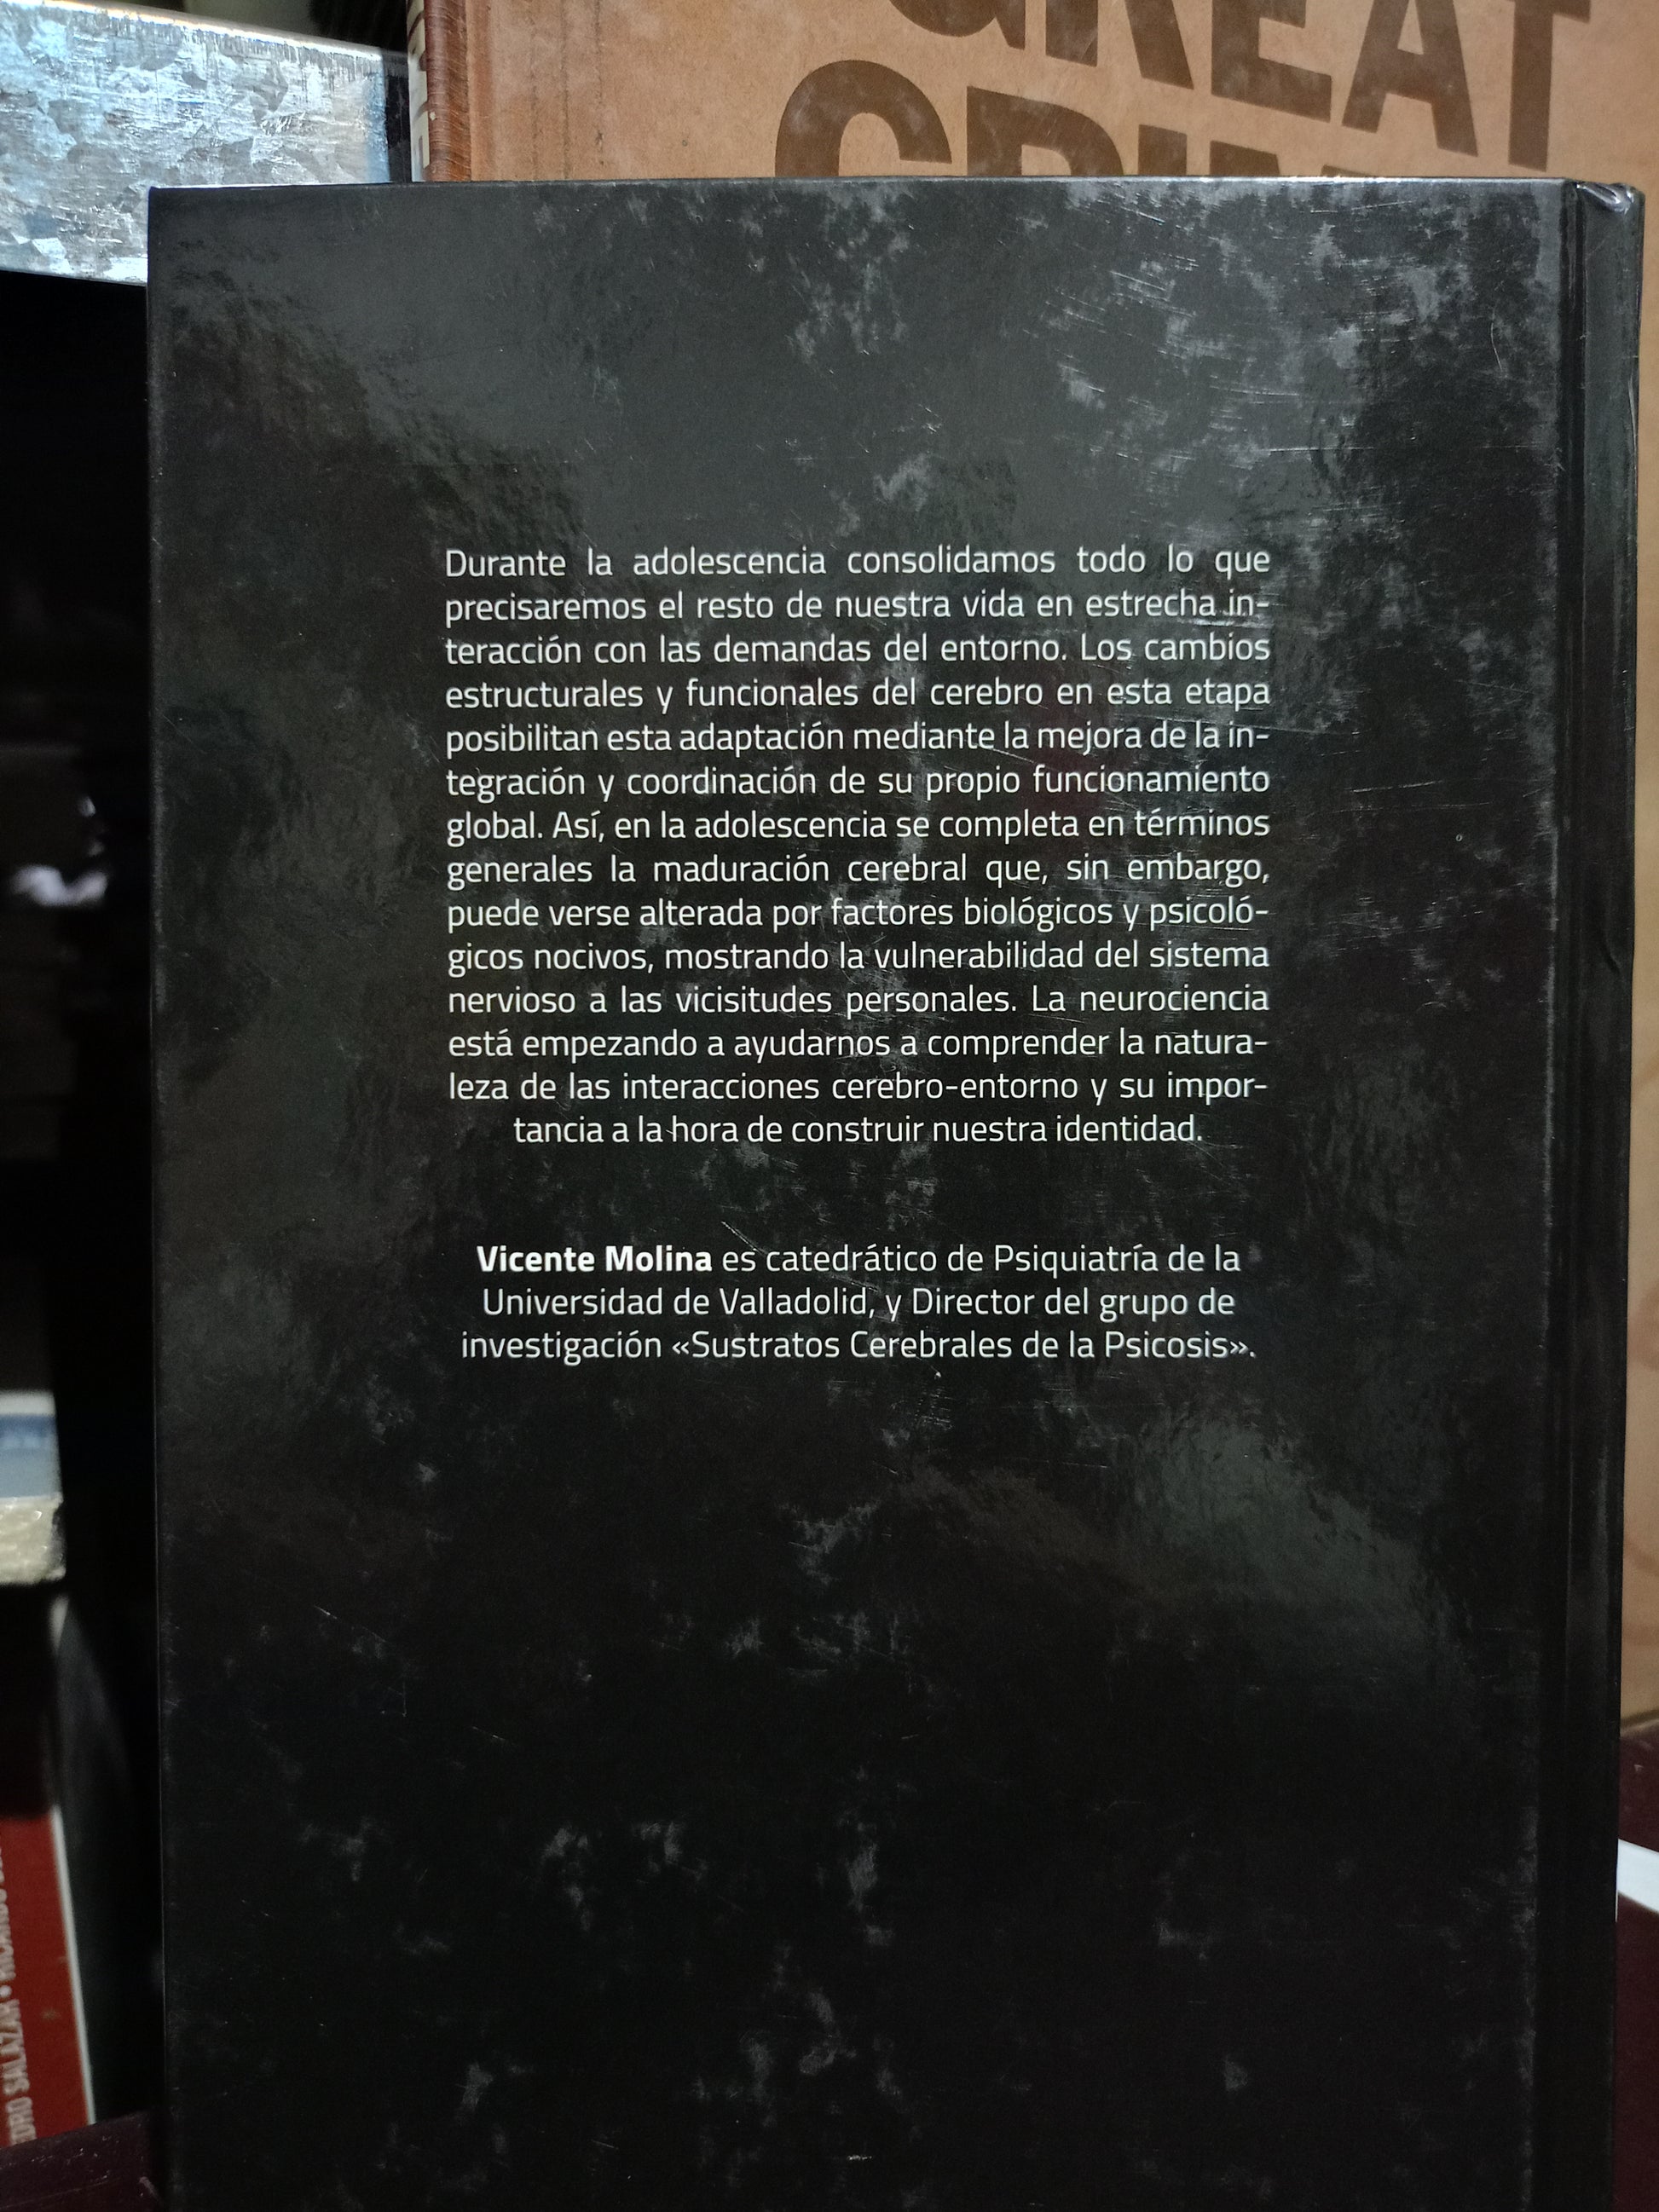 GREAT
Durante la adolescencia consolidamos todo lo que
precisaremos el resto de nuestra vida en estrecha in-
teracción con las demandas del entorno. Los cambios
estructurales y funcionales del cerebro en esta etapa
posibilitan esta adaptación mediante la mejora de la in-
tegración y coordinación de su propio funcionamiento
global. Así, en la adolescencia se completa en términos
generales la maduración cerebral que, sin embargo,
puede verse alterada por factores biológicos y psicoló-
gicos nocivos, mostrando la vulnerabilidad del sistema
nervioso a las vicisitudes personales. La neurociencia
está empezando a ayudarnos a comprender la natura-
leza de las interacciones cerebro-entorno y su impor-
tancia a la hora de construir nuestra identidad.
Vicente Molina es catedrático de Psiquiatría de la
Universidad de Valladolid, y Director del grupo de
investigación «Sustratos Cerebrales de la Psicosis».
SALAZAR •